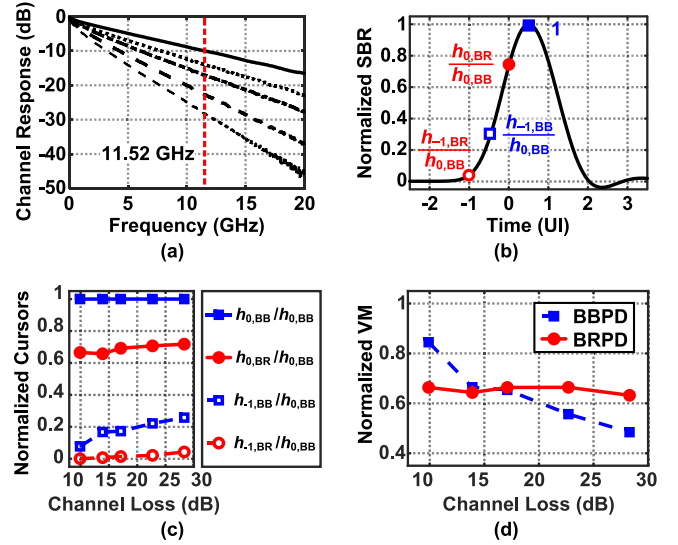 Channel Response (dB)
0
-10
-20
-30
-40
-50
11.52 GHz
0 5 10 15 20
Frequency (GHz)
(a)
Normalized SBR
1
0.8
0.6
0.4
0.2
0
1
h0,BR
h0,BB
h–1,BB
h0,BB
h–1,BR
h0,BB
-2 -1 0 1 2 3
Time (UI)
(b)
Normalized Cursors
1
0.8
0.6
0.4
0.2
0
10 15 20 25 30
Channel Loss (dB)
h0,BB/h0,BB
h0,BR/h0,BB
h-1,BB/h0,BB
h-1,BR/h0,BB
(c)
Normalized VM
1
0.8
0.6
0.4
BBPD
BRPD
10 15 20 25 30
Channel Loss (dB)
(d)